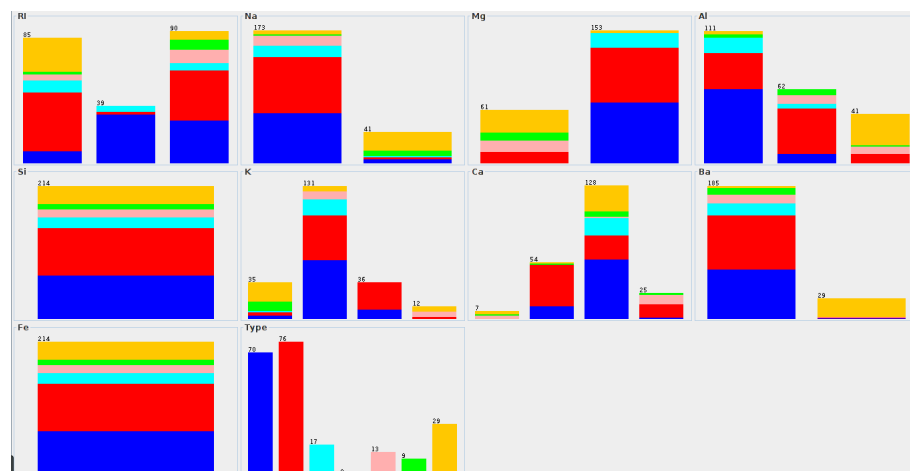 RI Na Mg Al
85 39 90 173 41 61 153 111 62 41
Si K Ca Ba
214 35 131 36 12 7 54 128 25 185 29
Fe Type
214 70 76 17 13 9 29